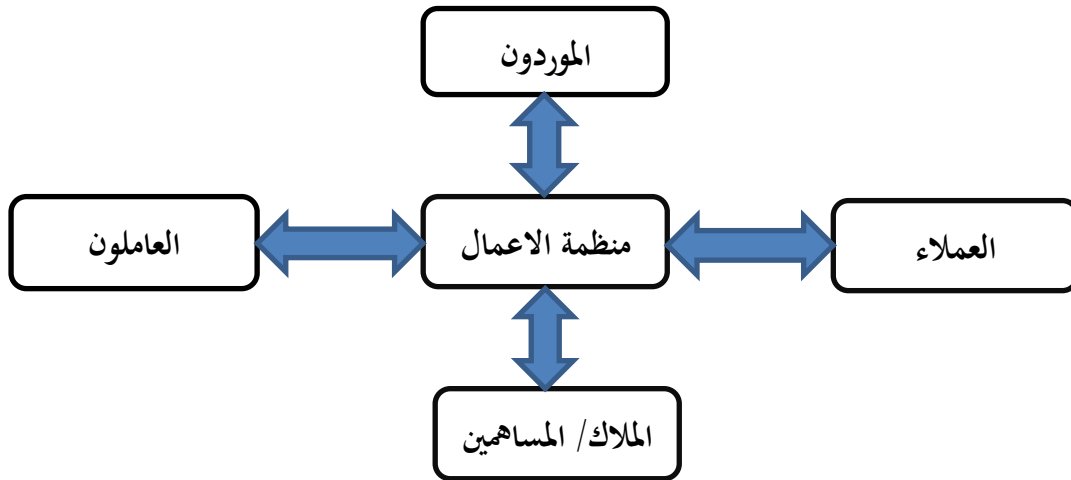 الموردون
العملاء
منظمة الاعمال
العاملون
الملاك/ المساهمين